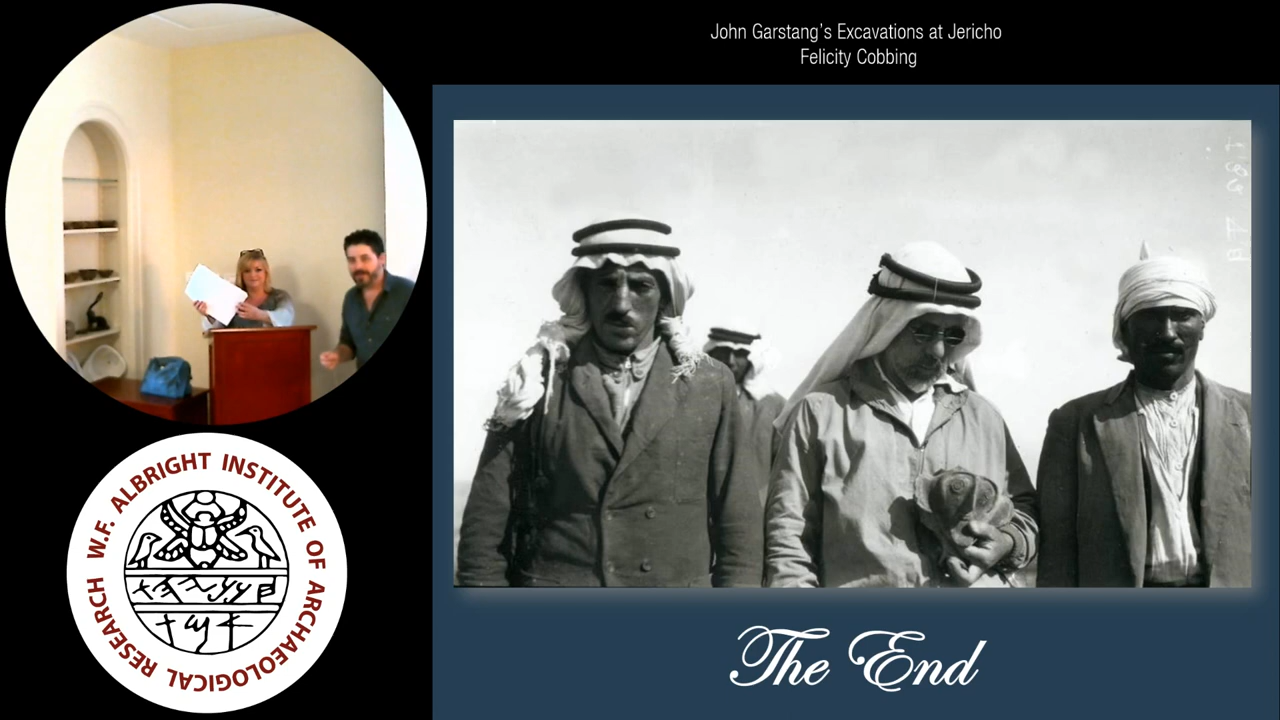 John Garstang's Excavations at Jericho
Felicity Cobbing
W.F. ALBRIGHT INSTITUTE OF ARCHAEOLOGICAL RESEARCH
The End